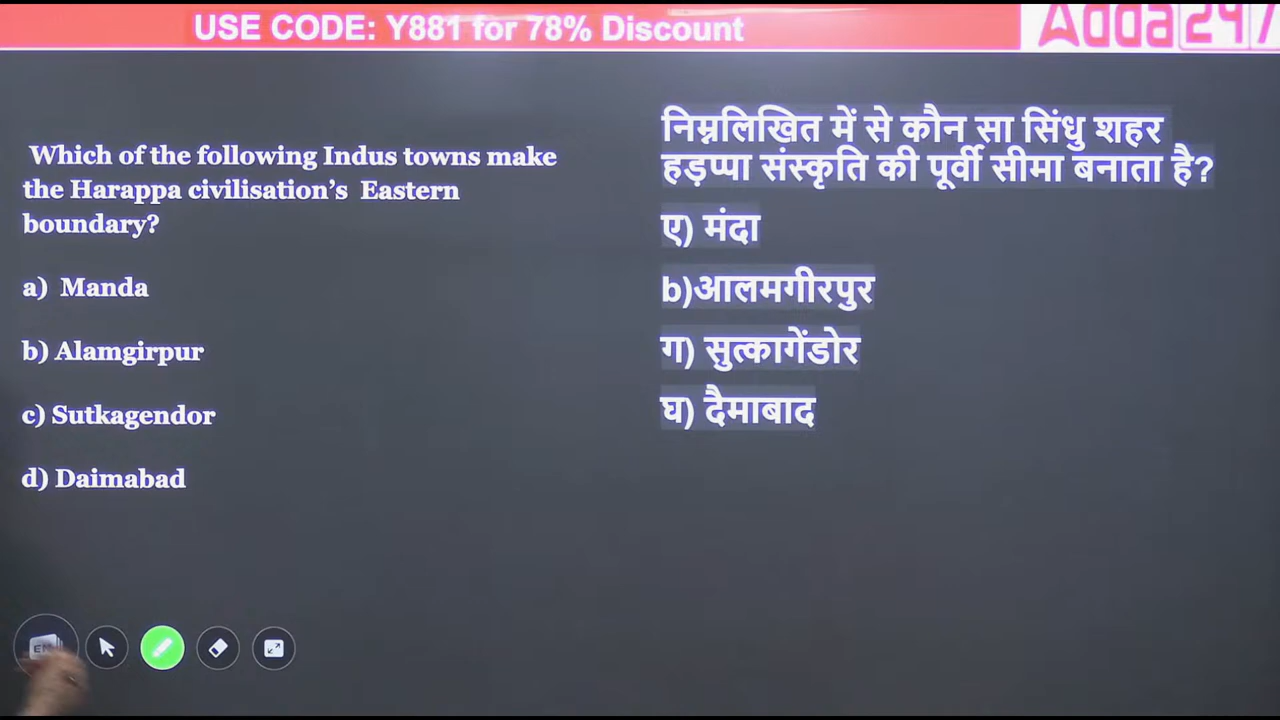 USE CODE: Y881 for 78% Discount
Adda247
Which of the following Indus towns make
the Harappa civilisation’s Eastern
boundary?
a) Manda
b) Alamgirpur
c) Sutkagendor
d) Daimabad
निम्नलिखित में से कौन सा सिंधु शहर
हड़प्पा संस्कृति की पूर्वी सीमा बनाता है?
ए) मंदा
b)आलमगीरपुर
ग) सुत्कागेंडोर
घ) दैमाबाद